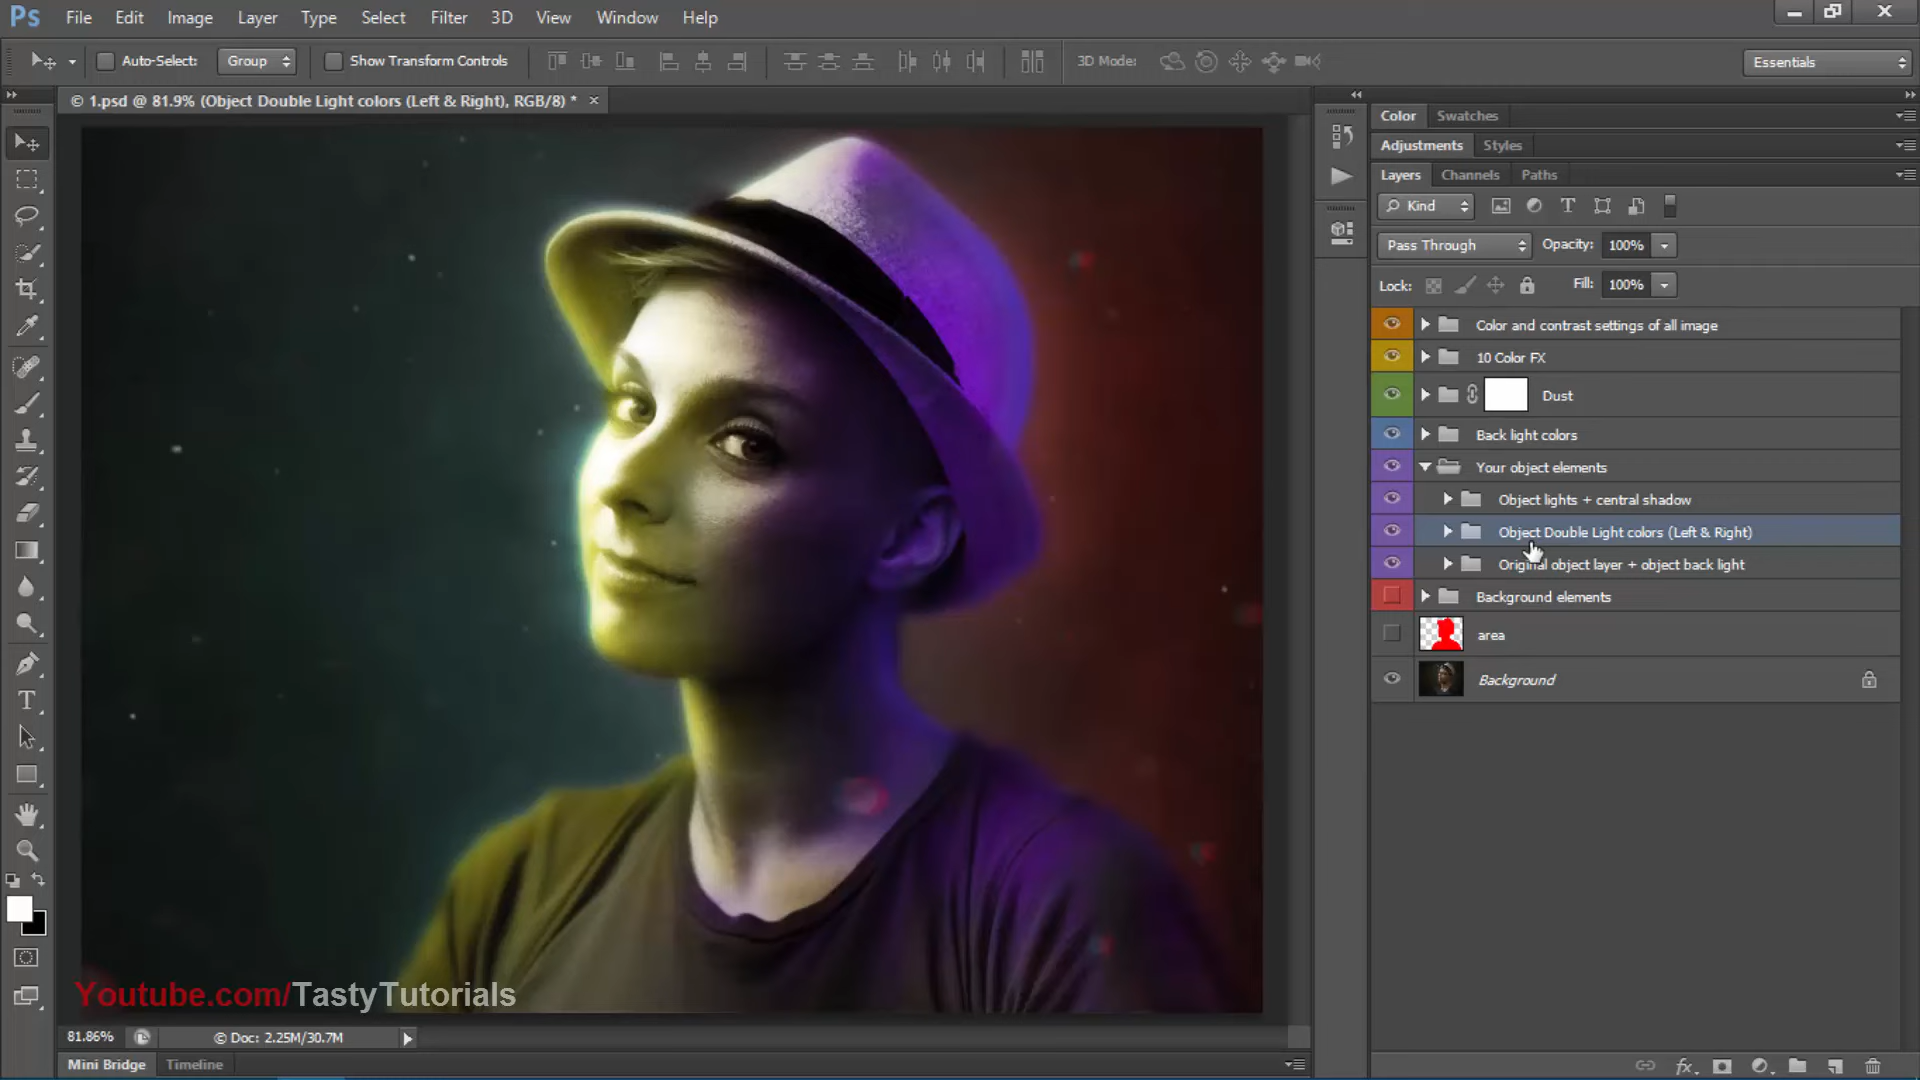 Ps File Edit Image Layer Type Select Filter 3D View Window Help
Auto-Select: Group Show Transform Controls 3D Mode: Essentials
© 1.psd @ 81.9% (Object Double Light colors (Left & Right), RGB/8) * ×
Color Swatches
Adjustments Styles
Layers Channels Paths
Kind
Pass Through Opacity: 100%
Lock: Fill: 100%
Color and contrast settings of all image
10 Color FX
Dust
Back light colors
Your object elements
Object lights + central shadow
Object Double Light colors (Left & Right)
Original object layer + object back light
Background elements
area
Background
Youtube.com/TastyTutorials
81.86% © Doc: 2.25M/30.7M
Mini Bridge Timeline
fx